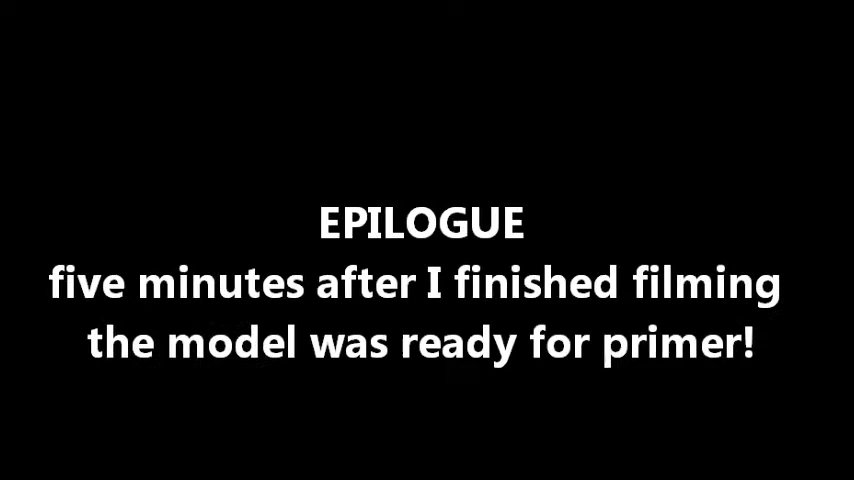 EPILOGUE
five minutes after I finished filming
the model was ready for primer!